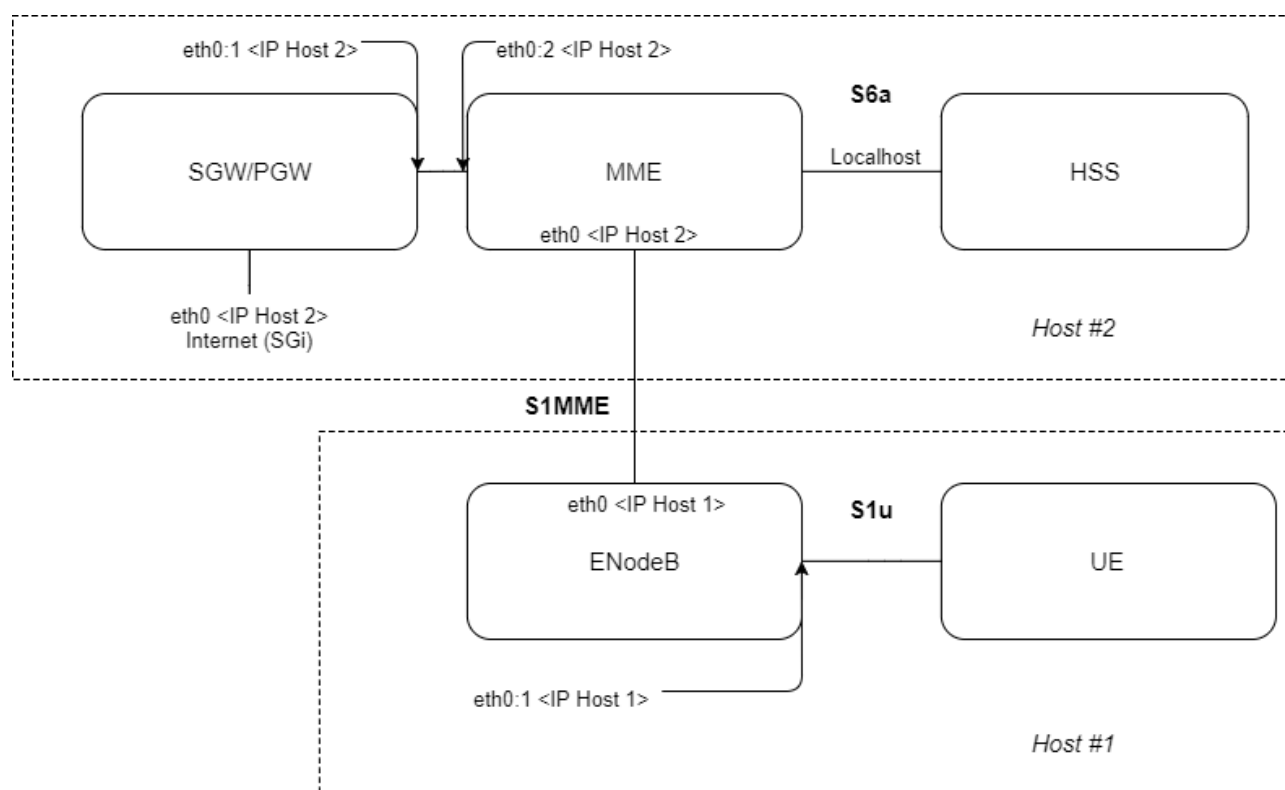 eth0:1 <IP Host 2>
eth0:2 <IP Host 2>
S6a
SGW/PGW
MME
Localhost
HSS
eth0 <IP Host 2>
eth0 <IP Host 2>
Internet (SGi)
Host #2
S1MME
eth0 <IP Host 1>
S1u
ENodeB
UE
eth0:1 <IP Host 1>
Host #1